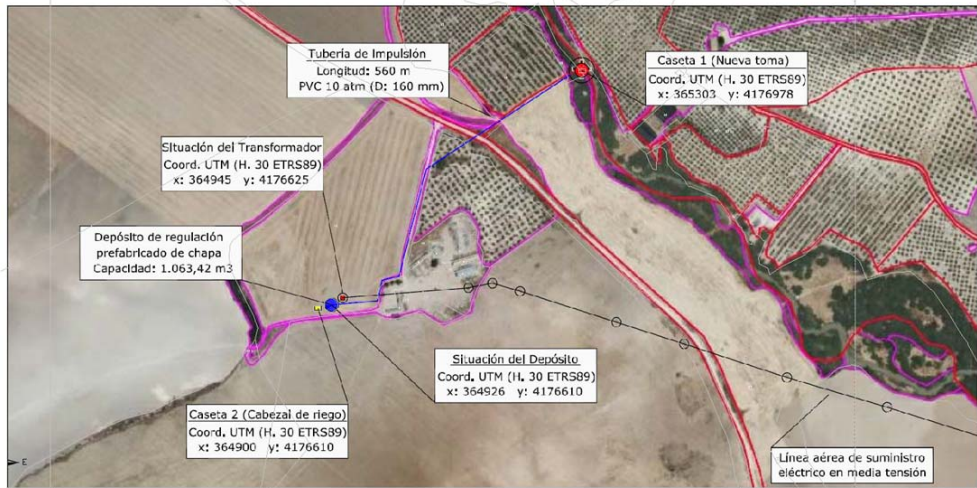 Tubería de Impulsión
Longitud: 560 m
PVC 10 atm (D: 160 mm)
Caseta 1 (Nueva toma)
Coord. UTM (H. 30 ETRS89)
x: 365303 y: 4176978
Situación del Transformador
Coord. UTM (H. 30 ETRS89)
x: 364945 y: 4176625
Depósito de regulación
prefabricado de chapa
Capacidad: 1.063,42 m3
Situación del Depósito
Coord. UTM (H. 30 ETRS89)
x: 364926 y: 4176610
Caseta 2 (Cabezal de riego)
Coord. UTM (H. 30 ETRS89)
x: 364900 y: 4176610
Línea aérea de suministro
eléctrico en media tensión
E